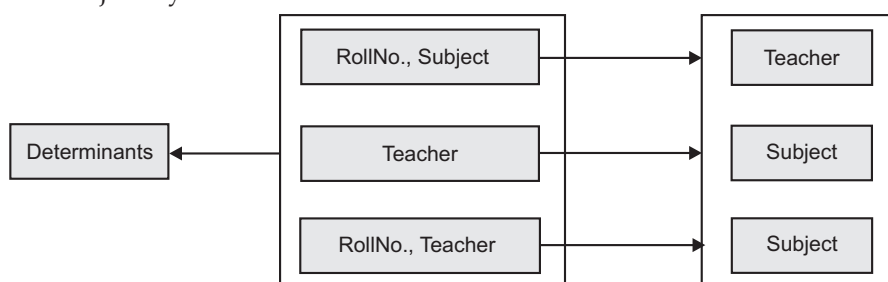 RollNo., Subject
Teacher
Determinants
Teacher
Subject
RollNo., Teacher
Subject